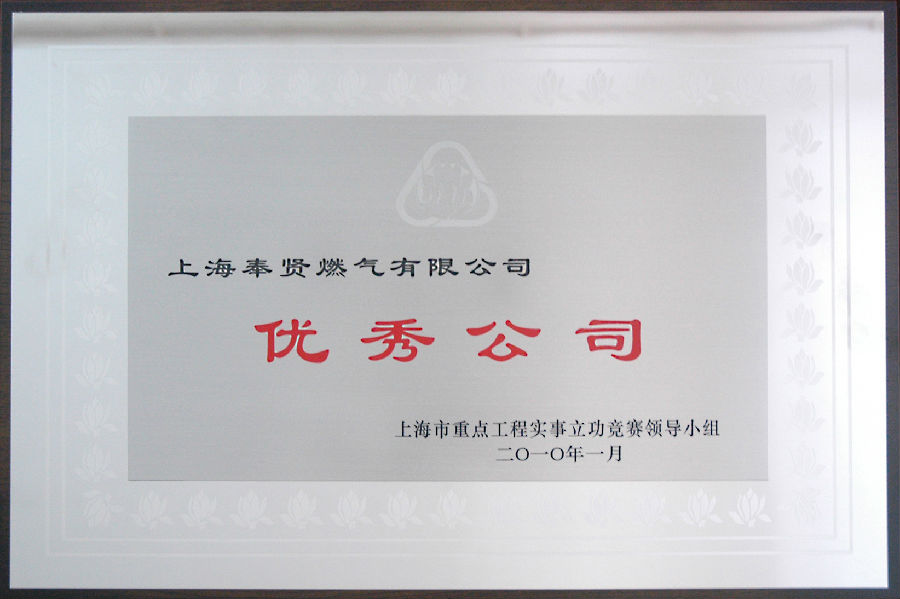 上海奉贤燃气有限公司
优秀公司
上海市重点工程实事立功竞赛领导小组
二〇一〇年一月